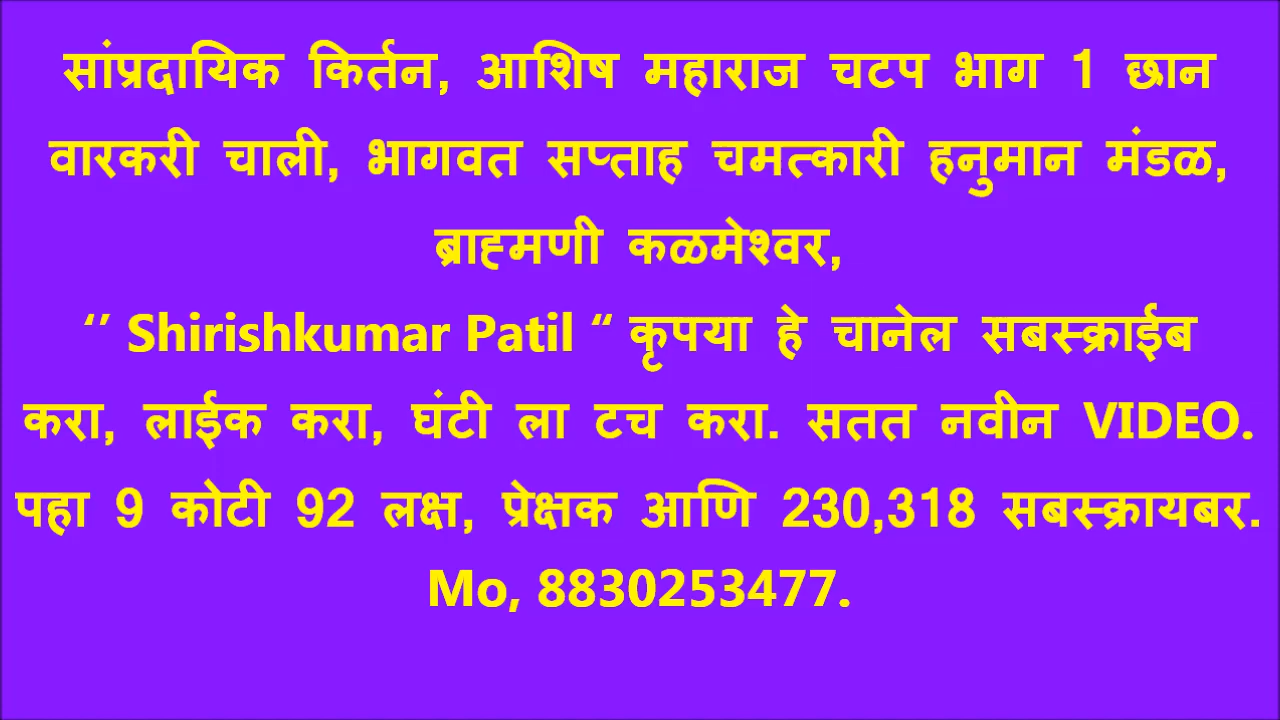 सांप्रदायिक किर्तन, आशिष महाराज चटप भाग 1 छान
वारकरी चाली, भागवत सप्ताह चमत्कारी हनुमान मंडळ,
ब्राह्मणी कळमेश्वर,
‘’ Shirishkumar Patil “ कृपया हे चानेल सबस्क्राईब
करा, लाईक करा, घंटी ला टच करा. सतत नवीन VIDEO.
पहा 9 कोटी 92 लक्ष, प्रेक्षक आणि 230,318 सबस्क्रायबर.
Mo, 8830253477.